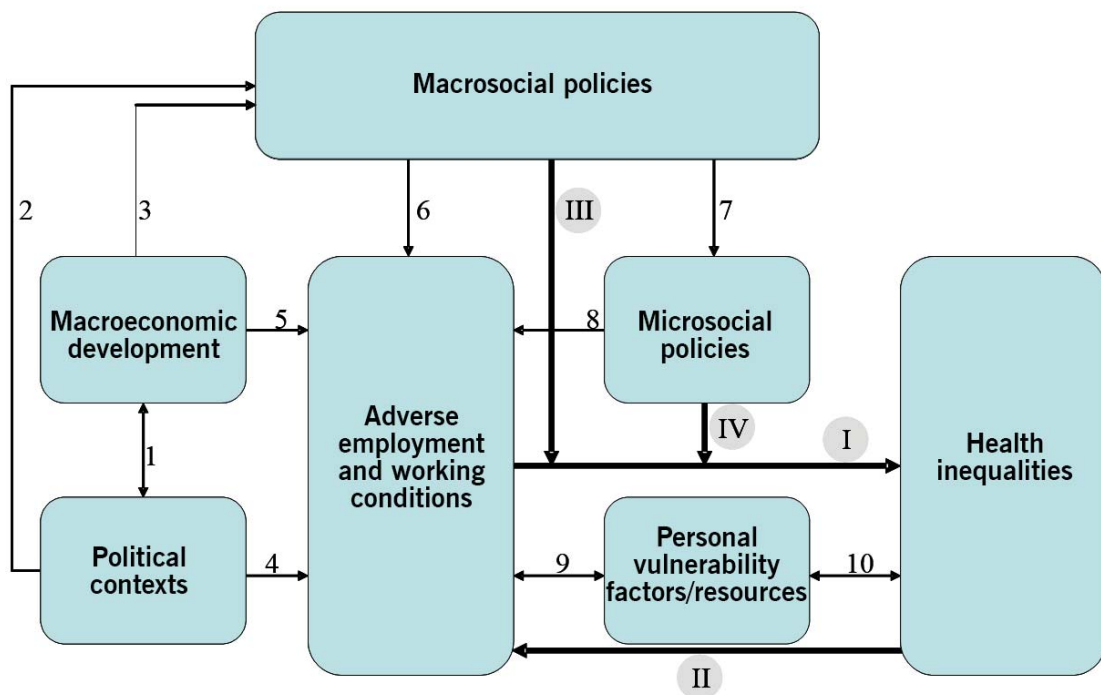 Macrosocial policies
2
3
6
III
7
Macroeconomic
development
5
8
Microsocial
policies
Adverse
employment
and working
conditions
IV
I
Health
inequalities
1
Political
contexts
4
9
Personal
vulnerability
factors/resources
10
II